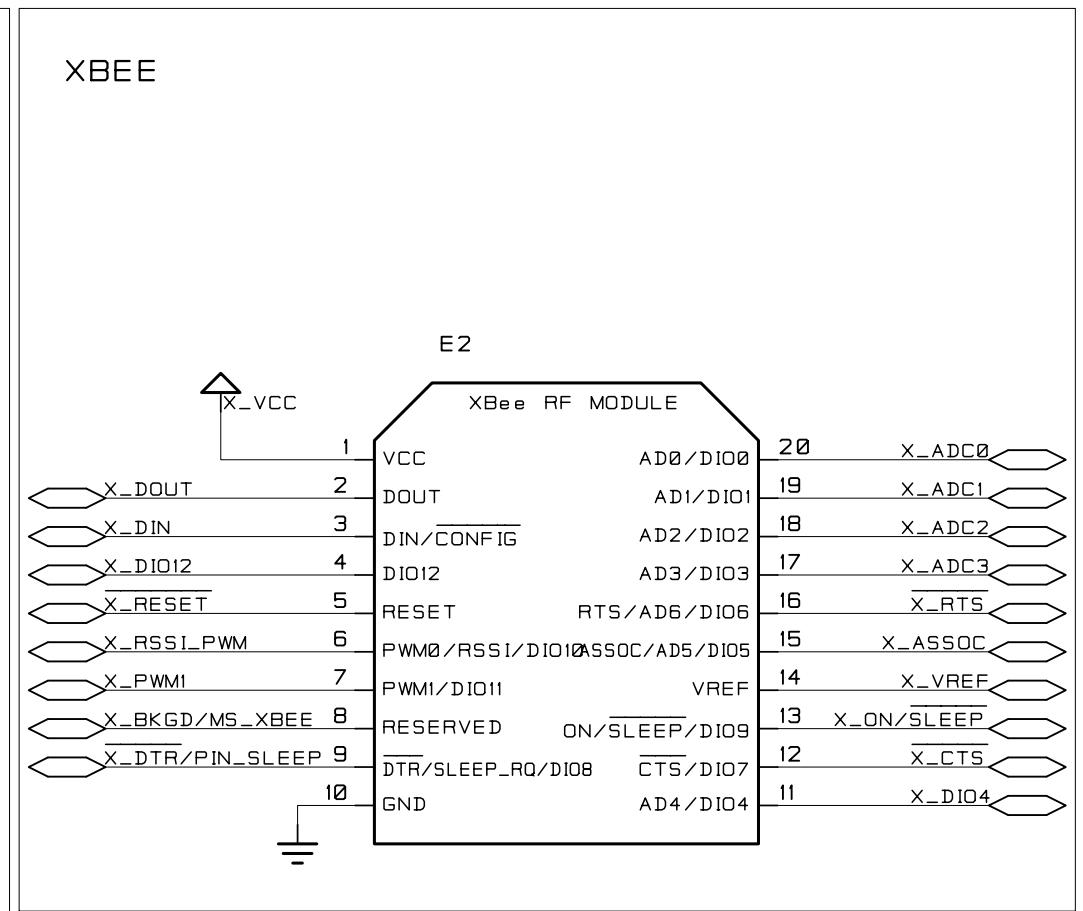 XBEE
E2
X_VCC
XBee RF MODULE
1 VCC AD0/DIO0 20 X_ADC0
X_DOUT 2 DOUT AD1/DIO1 19 X_ADC1
X_DIN 3 DIN/CONFIG AD2/DIO2 18 X_ADC2
X_DIO12 4 DIO12 AD3/DIO3 17 X_ADC3
X_RESET 5 RESET RTS/AD6/DIO6 16 X_RTS
X_RSSI_PWM 6 PWM0/RSSI/DIO10 ASSOC/AD5/DIO5 15 X_ASSOC
X_PWM1 7 PWM1/DIO11 VREF 14 X_VREF
X_BKGD/MS_XBEE 8 RESERVED ON/SLEEP/DIO9 13 X_ON/SLEEP
X_DTR/PIN_SLEEP 9 DTR/SLEEP_RQ/DIO8 CTS/DIO7 12 X_CTS
10 GND AD4/DIO4 11 X_DIO4